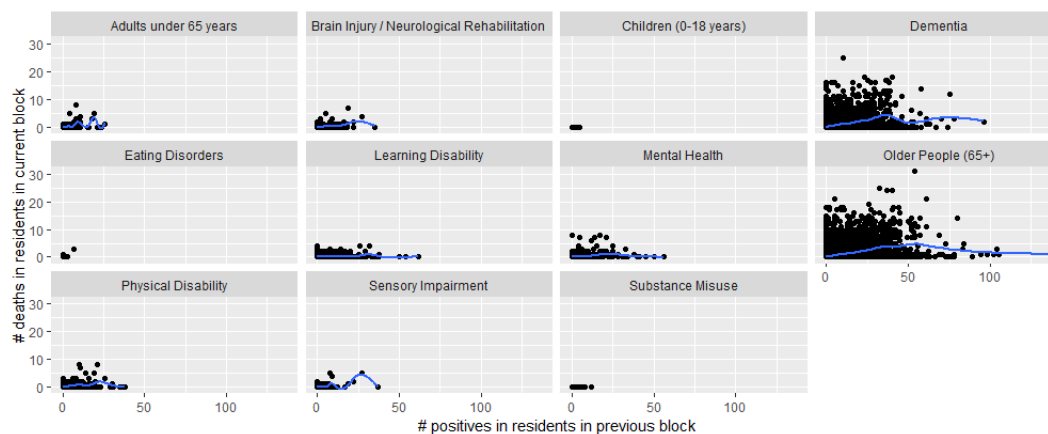 Adults under 65 years
Brain Injury / Neurological Rehabilitation
Children (0-18 years)
Dementia
30
20
10
0
0
50
100
Eating Disorders
Learning Disability
Mental Health
Older People (65+)
30
20
10
0
0
50
100
Physical Disability
Sensory Impairment
Substance Misuse
30
20
10
0
0
50
100
0
50
100
0
50
100
# deaths in residents in current block
# positives in residents in previous block